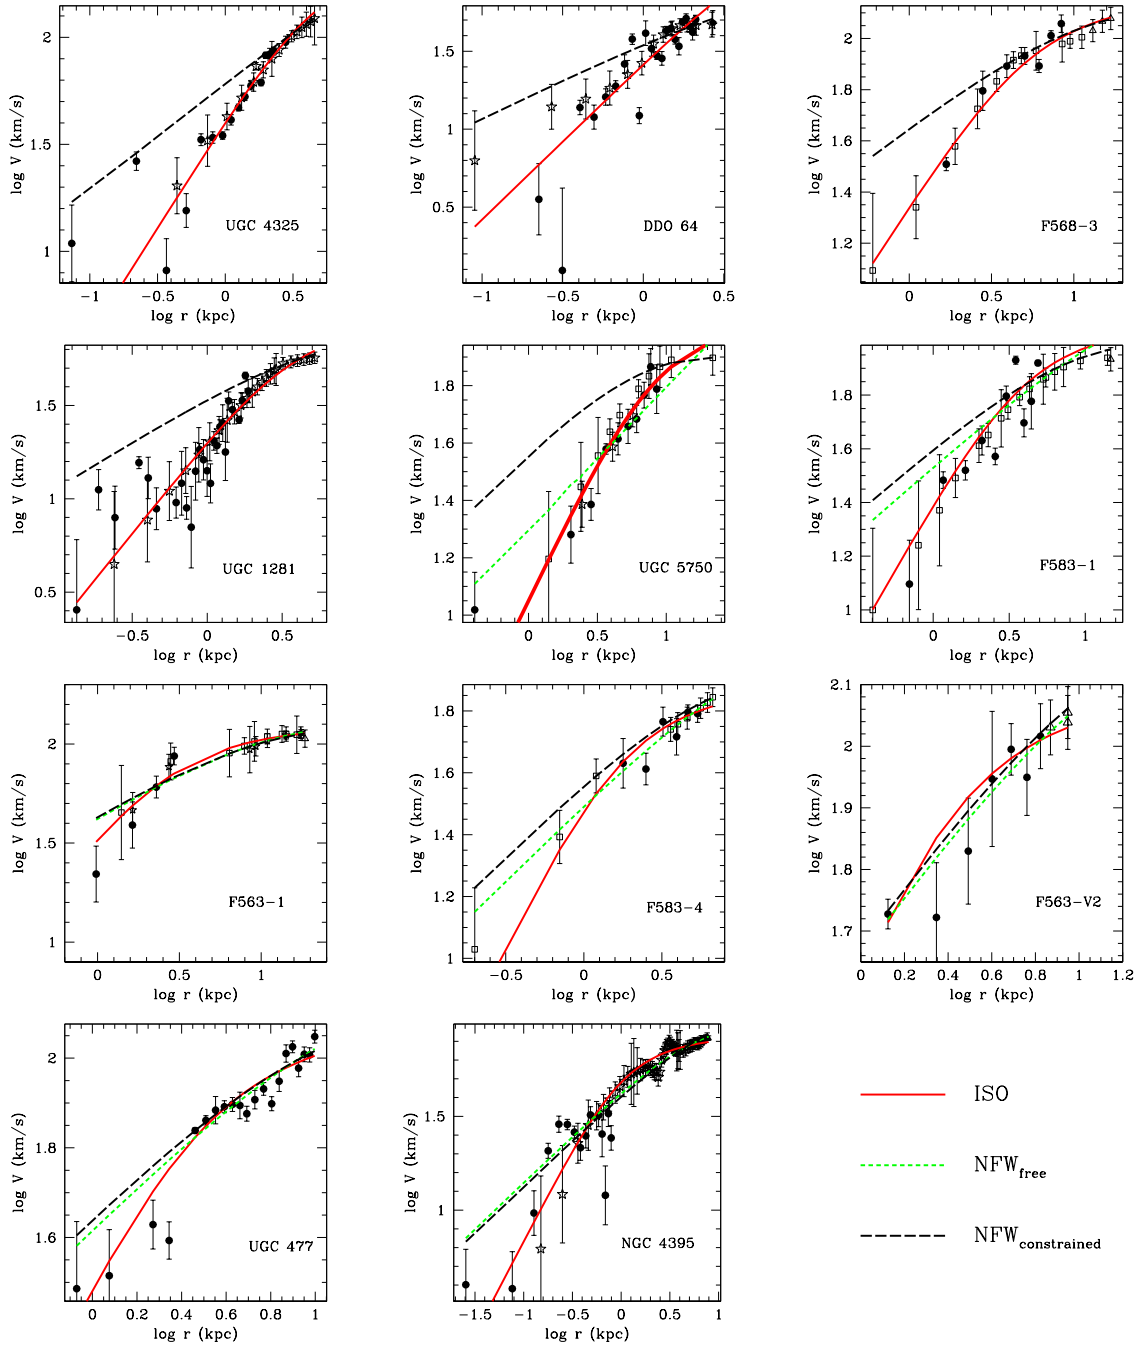 2
1.5
1
log V (km/s)
UGC 4325
−1 −0.5 0 0.5
log r (kpc)
1.5
1
0.5
log V (km/s)
DDO 64
−1 −0.5 0 0.5
log r (kpc)
2
1.8
1.6
1.4
1.2
log V (km/s)
F568−3
0 0.5 1
log r (kpc)
1.5
1
0.5
log V (km/s)
UGC 1281
−0.5 0 0.5
log r (kpc)
1.8
1.6
1.4
1.2
1
log V (km/s)
UGC 5750
0 0.5 1
log r (kpc)
1.8
1.6
1.4
1.2
1
log V (km/s)
F583−1
0 0.5 1
log r (kpc)
2
1.5
1
log V (km/s)
F563−1
0 0.5 1
log r (kpc)
1.8
1.6
1.4
1.2
1
log V (km/s)
F583−4
−0.5 0 0.5
log r (kpc)
2.1
2
1.9
1.8
1.7
log V (km/s)
F563−V2
0 0.2 0.4 0.6 0.8 1 1.2
log r (kpc)
2
1.8
1.6
log V (km/s)
UGC 477
0 0.2 0.4 0.6 0.8 1
log r (kpc)
1.5
1
log V (km/s)
NGC 4395
−1.5 −1 −0.5 0 0.5
log r (kpc)
ISO
NFWfree
NFWconstrained